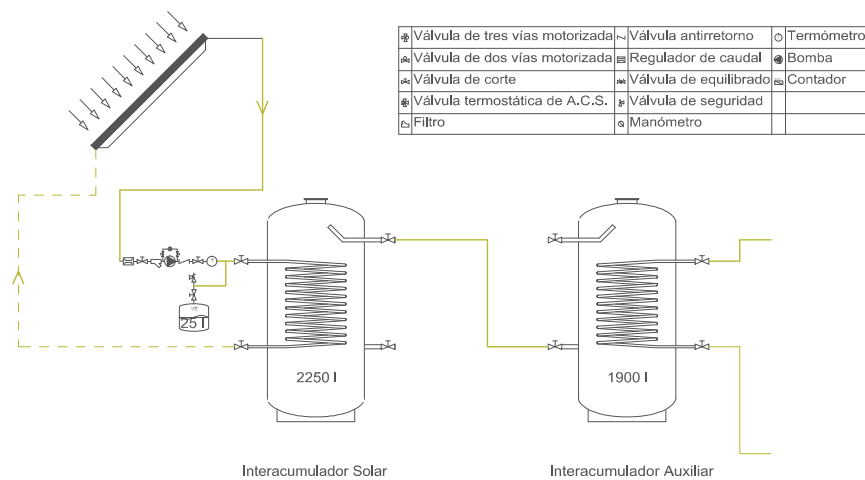 Válvula de tres vías motorizada Válvula antirretorno Termómetro
Válvula de dos vías motorizada Regulador de caudal Bomba
Válvula de corte Válvula de equilibrado Contador
Válvula termostática de A.C.S. Válvula de seguridad
Filtro Manómetro
T
25 l
2250 l
1900 l
Interacumulador Solar
Interacumulador Auxiliar